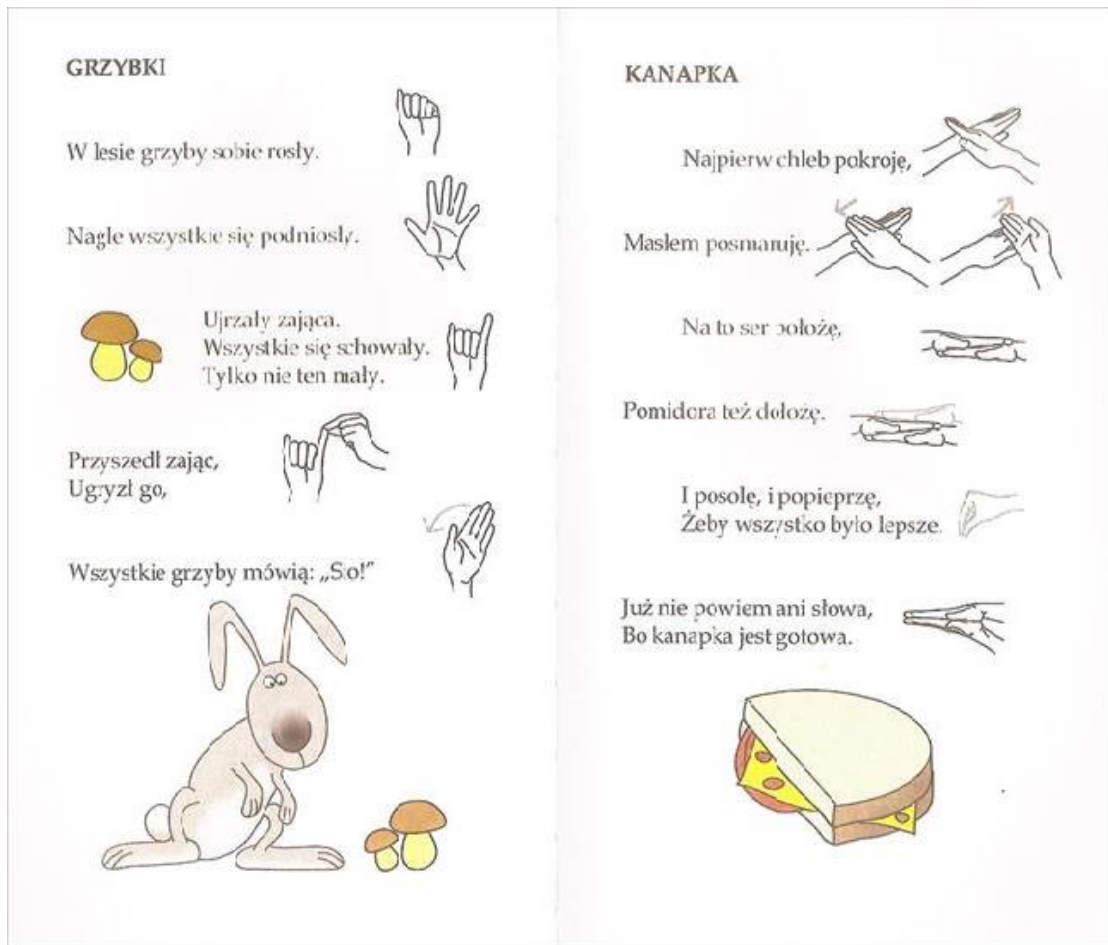 GRZYBKI
W lesie grzyby sobie rosły.
Nagle wszystkie się podniosły.
Ujrzały zająca.
Wszystkie się schowały.
Tylko nie ten mały.
Przyszedł zając,
Ugryzł go,
Wszystkie grzyby mówią: „Sio!”
KANAPKA
Najpierw chleb pokroję,
Masłem posmaruję.
Na to ser położę,
Pomidora też dołożę.
I posolę, i popieprzę,
Żeby wszystko było lepsze.
Już nie powiem ani słowa,
Bo kanapka jest gotowa.